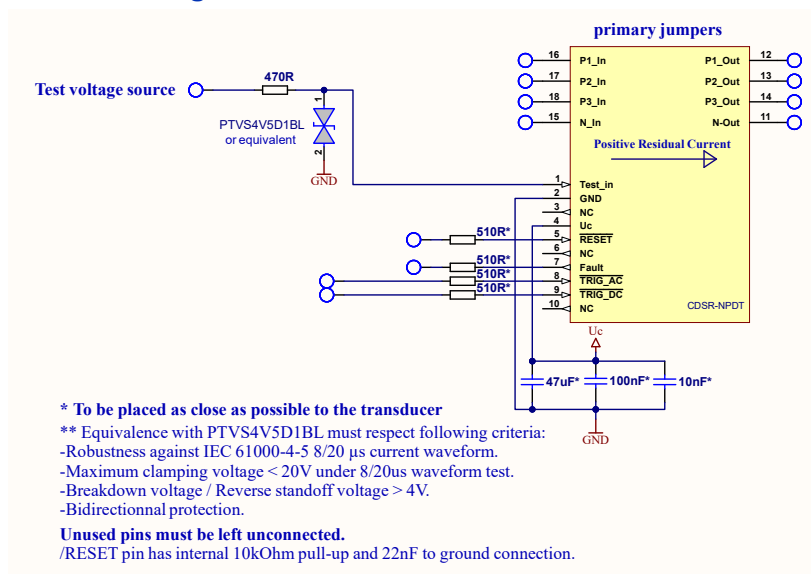 primary jumpers
16 P1_In P1_Out 12
17 P2_In P2_Out 13
18 P3_In P3_Out 14
15 N_In N-Out 11
Positive Residual Current
Test voltage source
470R
1
PTVS4V5D1BL
or equivalent
2
GND
1 Test_in
2 GND
3 NC
4 Uc
510R* 5 RESET
6 NC
510R* 7 Fault
510R* 8 TRIG_AC
510R* 9 TRIG_DC
10 NC
CDSR-NPDT
Uc
47uF* 100nF* 10nF*
GND
* To be placed as close as possible to the transducer
** Equivalence with PTVS4V5D1BL must respect following criteria:
-Robustness against IEC 61000-4-5 8/20 µs current waveform.
-Maximum clamping voltage < 20V under 8/20us waveform test.
-Breakdown voltage / Reverse standoff voltage > 4V.
-Bidirectionnal protection.
Unused pins must be left unconnected.
/RESET pin has internal 10kOhm pull-up and 22nF to ground connection.